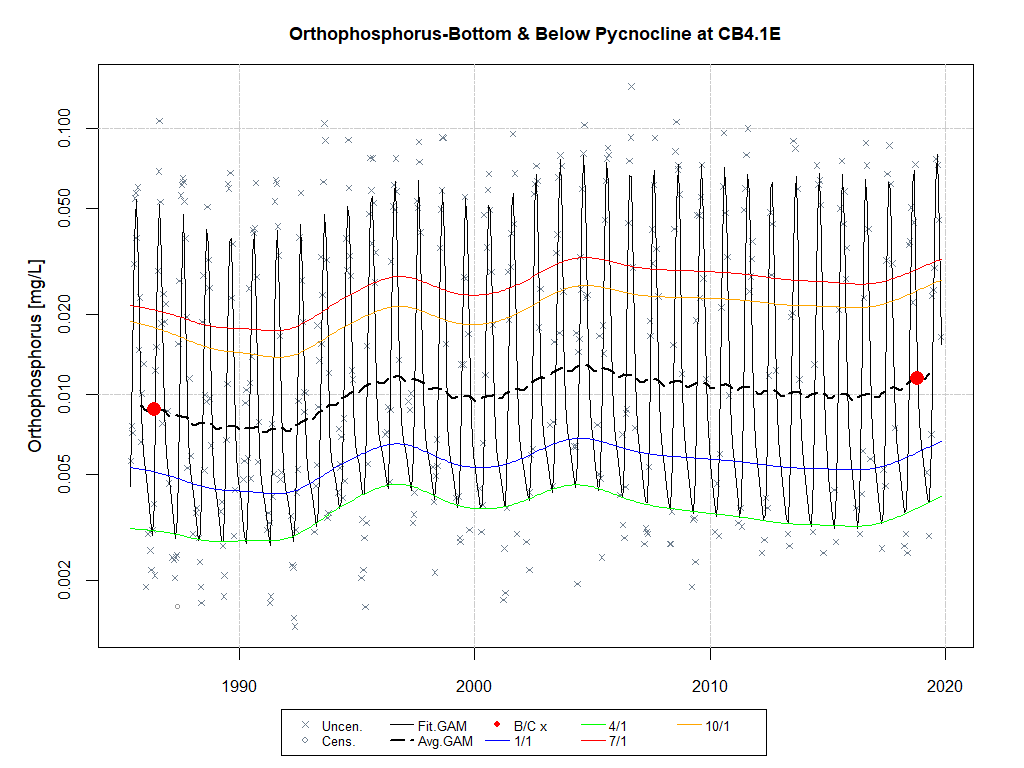 Orthophosphorus-Bottom & Below Pycnocline at CB4.1E
Orthophosphorus [mg/L]
0.100
0.050
0.020
0.010
0.005
0.002
1990 2000 2010 2020
Uncen. Fit.GAM B/C x 4/1 10/1
Cens. Avg.GAM 1/1 7/1